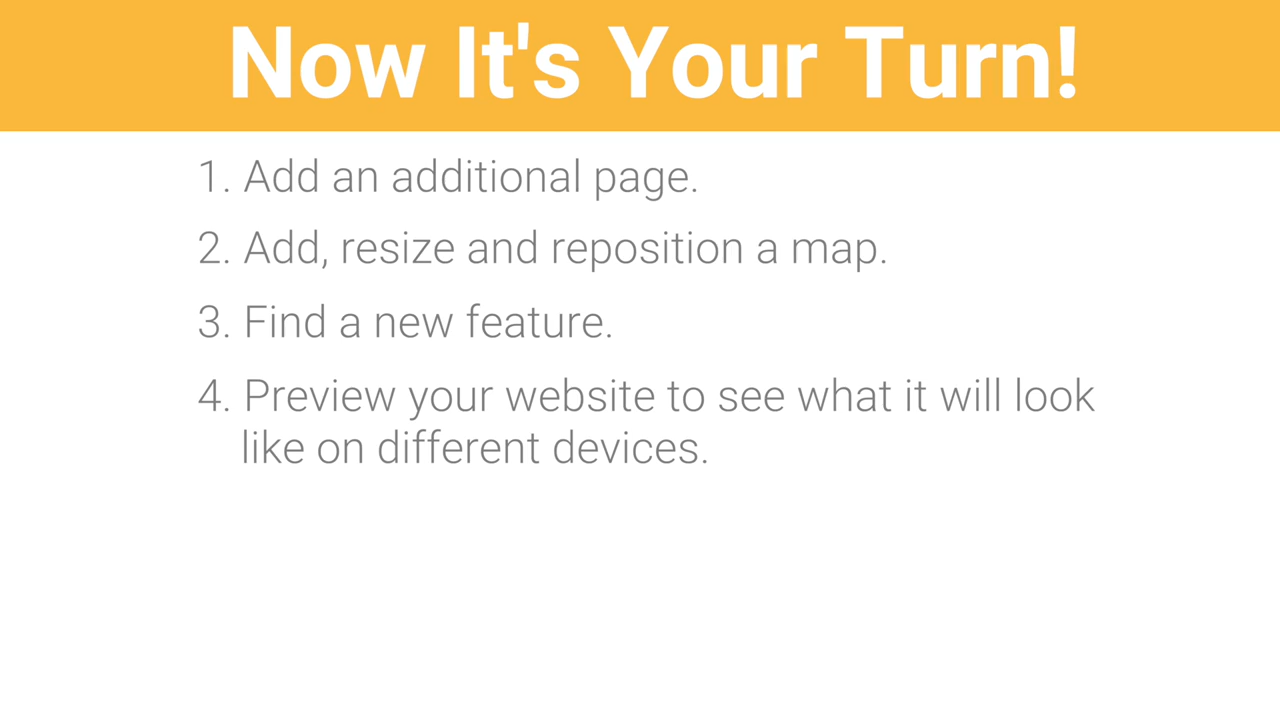 Now It's Your Turn!
1. Add an additional page.
2. Add, resize and reposition a map.
3. Find a new feature.
4. Preview your website to see what it will look
like on different devices.